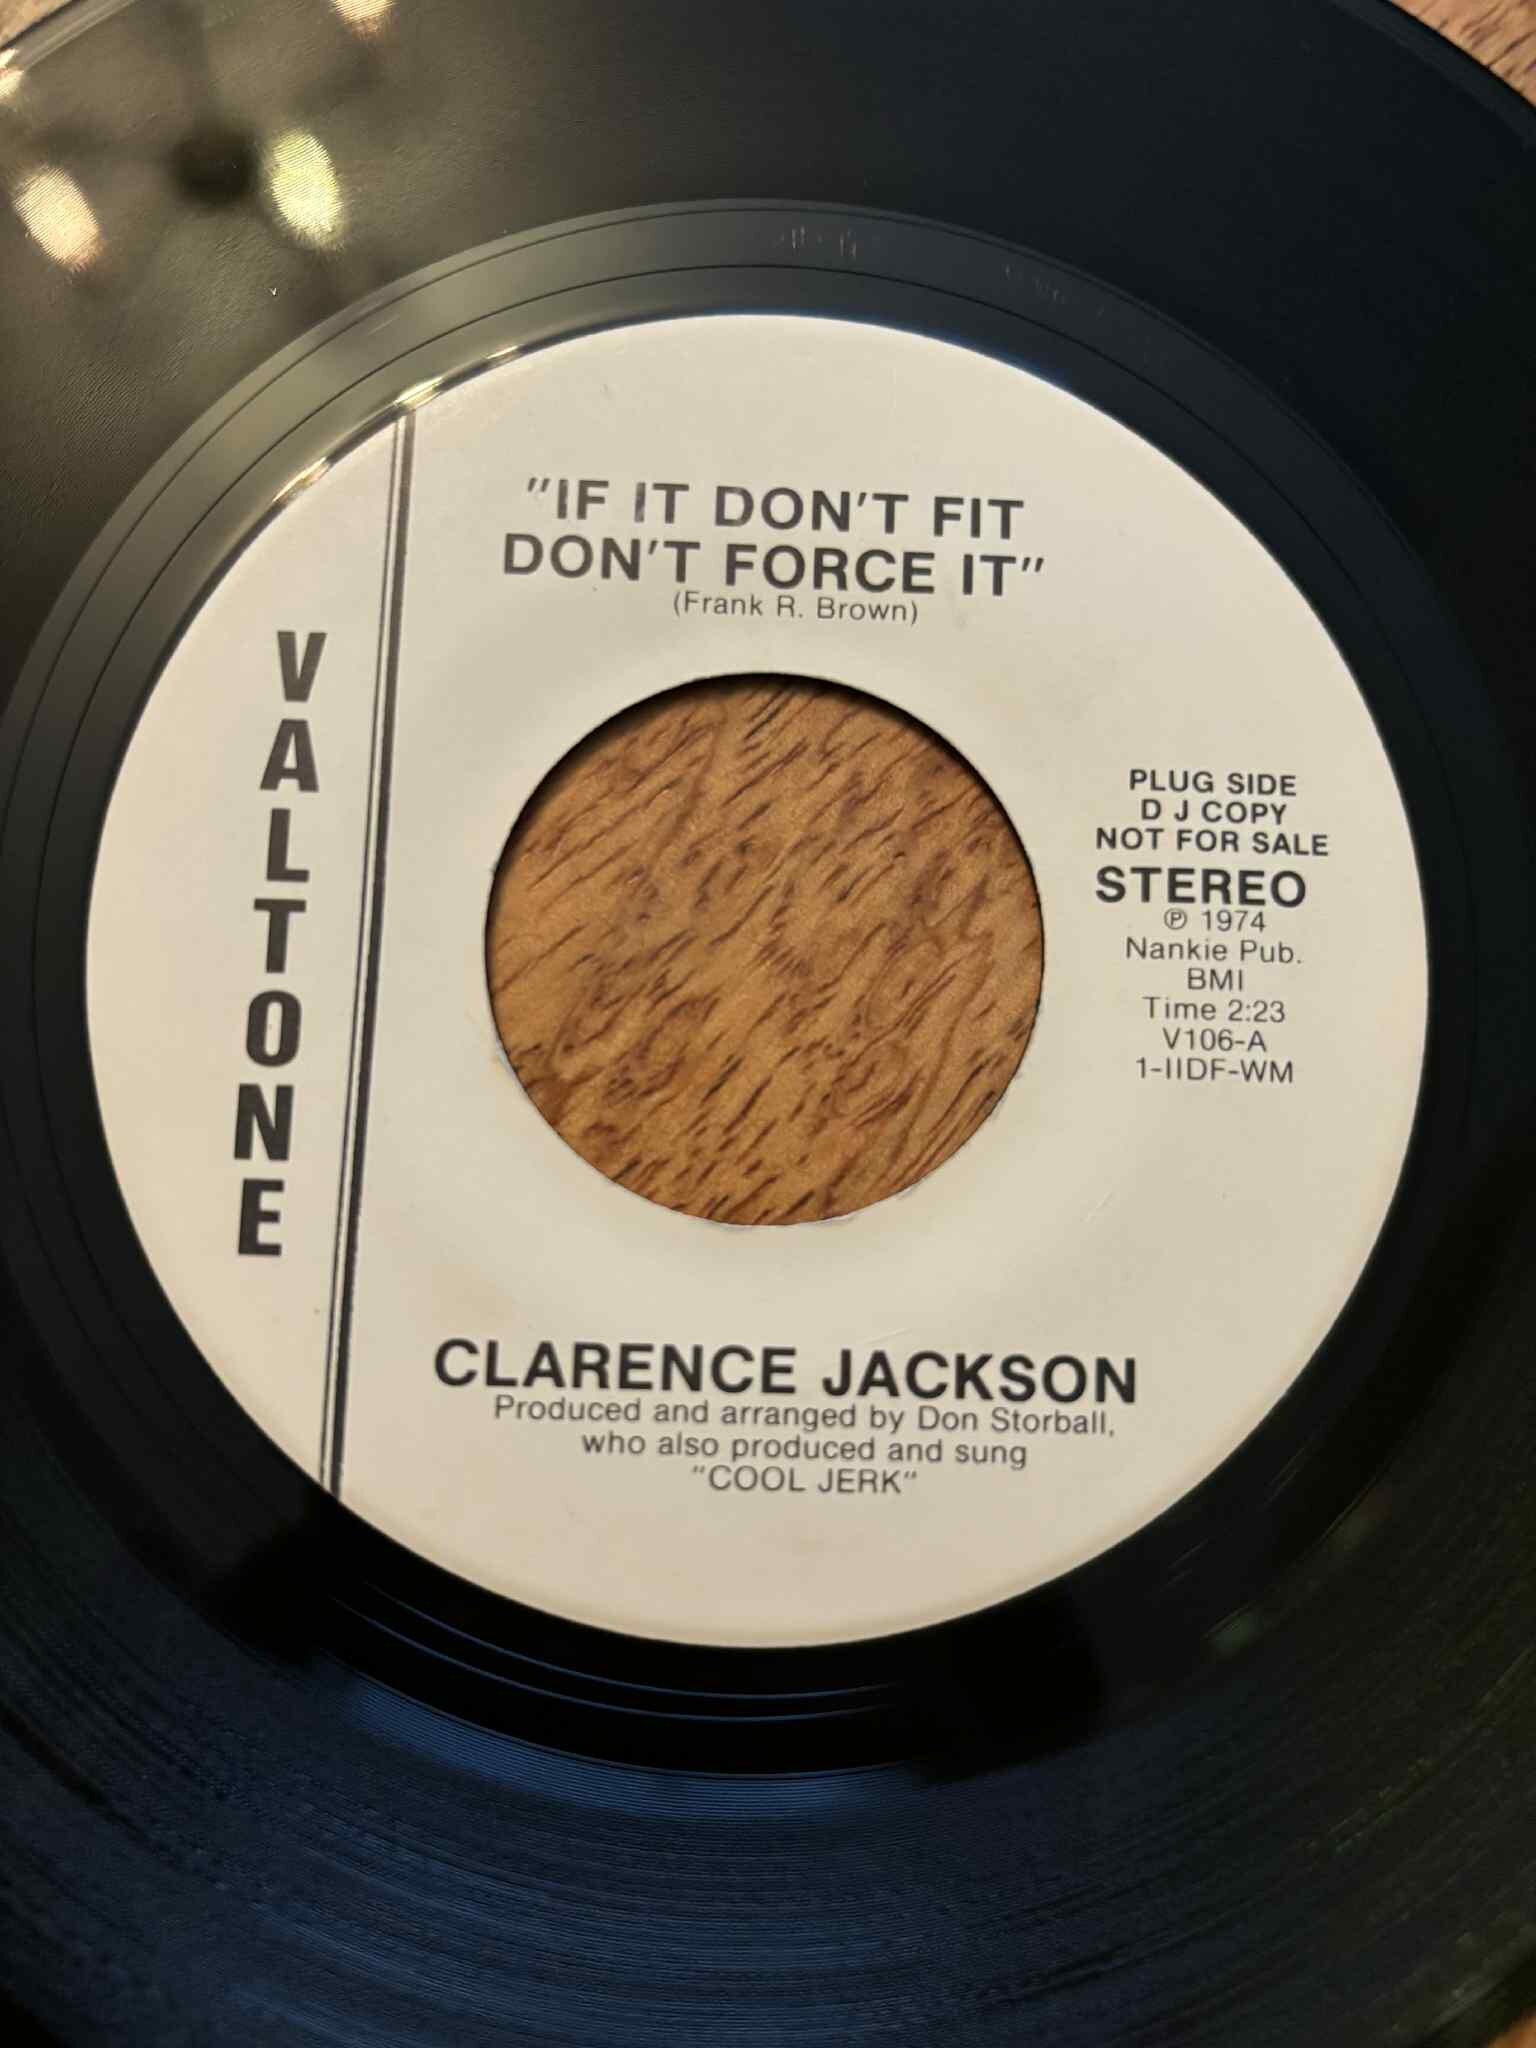 "IF IT DON'T FIT
DON'T FORCE IT"
(Frank R. Brown)
VALTONE
PLUG SIDE
D J COPY
NOT FOR SALE
STEREO
℗ 1974
Nankie Pub.
BMI
Time 2:23
V106-A
1-IIDF-WM
CLARENCE JACKSON
Produced and arranged by Don Storball,
who also produced and sung
"COOL JERK"